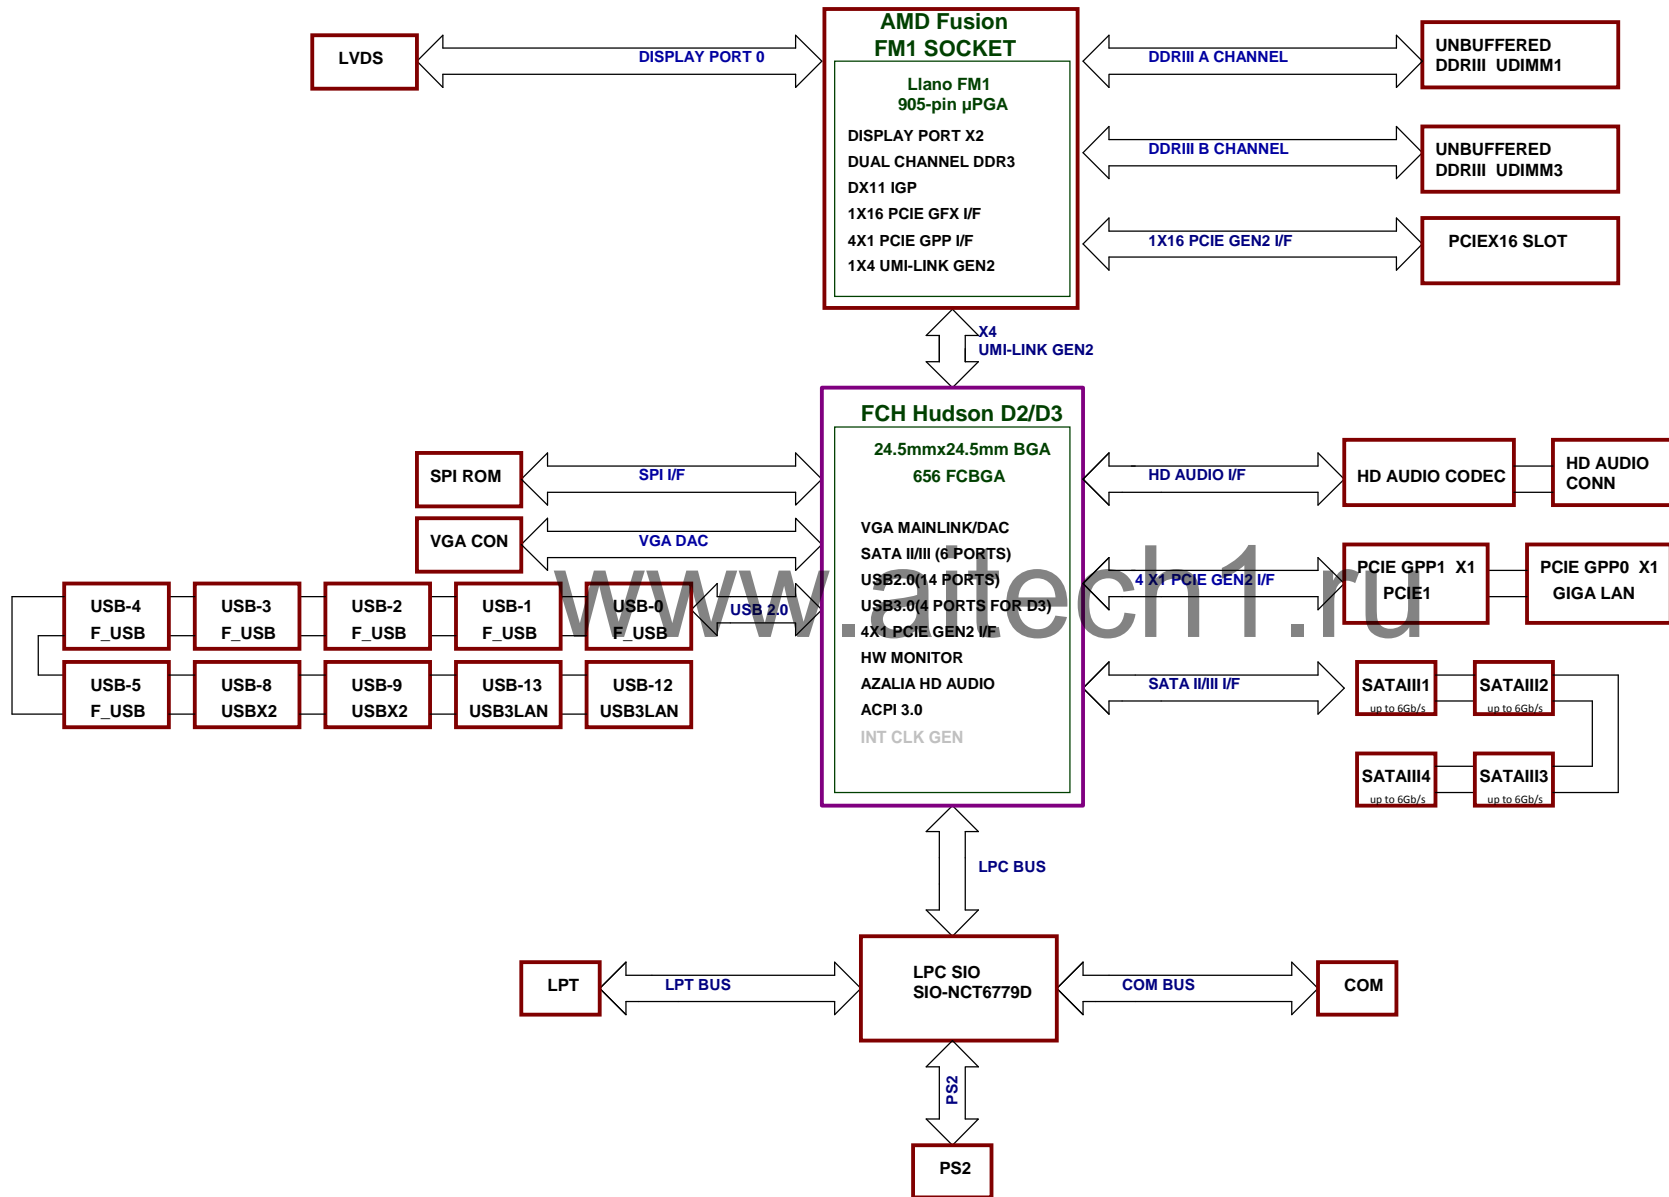 AMD Fusion
FM1 SOCKET
Llano FM1
905-pin µPGA
DISPLAY PORT X2
DUAL CHANNEL DDR3
DX11 IGP
1X16 PCIE GFX I/F
4X1 PCIE GPP I/F
1X4 UMI-LINK GEN2
LVDS
DISPLAY PORT 0
DDRIII A CHANNEL
UNBUFFERED
DDRIII UDIMM1
DDRIII B CHANNEL
UNBUFFERED
DDRIII UDIMM3
1X16 PCIE GEN2 I/F
PCIEX16 SLOT
X4
UMI-LINK GEN2
FCH Hudson D2/D3
24.5mmx24.5mm BGA
656 FCBGA
VGA MAINLINK/DAC
SATA II/III (6 PORTS)
USB2.0(14 PORTS)
USB3.0(4 PORTS FOR D3)
4X1 PCIE GEN2 I/F
HW MONITOR
AZALIA HD AUDIO
ACPI 3.0
INT CLK GEN
SPI ROM
SPI I/F
VGA CON
VGA DAC
USB 2.0
USB-4
F_USB
USB-3
F_USB
USB-2
F_USB
USB-1
F_USB
USB-0
F_USB
USB-5
F_USB
USB-8
USBX2
USB-9
USBX2
USB-13
USB3LAN
USB-12
USB3LAN
HD AUDIO I/F
HD AUDIO CODEC
HD AUDIO
CONN
4 X1 PCIE GEN2 I/F
PCIE GPP1 X1
PCIE1
PCIE GPP0 X1
GIGA LAN
SATA II/III I/F
SATAIII1
up to 6Gb/s
SATAIII2
up to 6Gb/s
SATAIII4
up to 6Gb/s
SATAIII3
up to 6Gb/s
www.aitech1.ru
LPC BUS
LPC SIO
SIO-NCT6779D
LPT
LPT BUS
COM BUS
COM
PS2
PS2